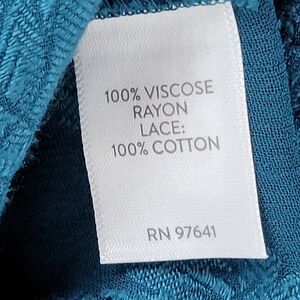 100% VISCOSE
RAYON
LACE:
100% COTTON
RN 97641